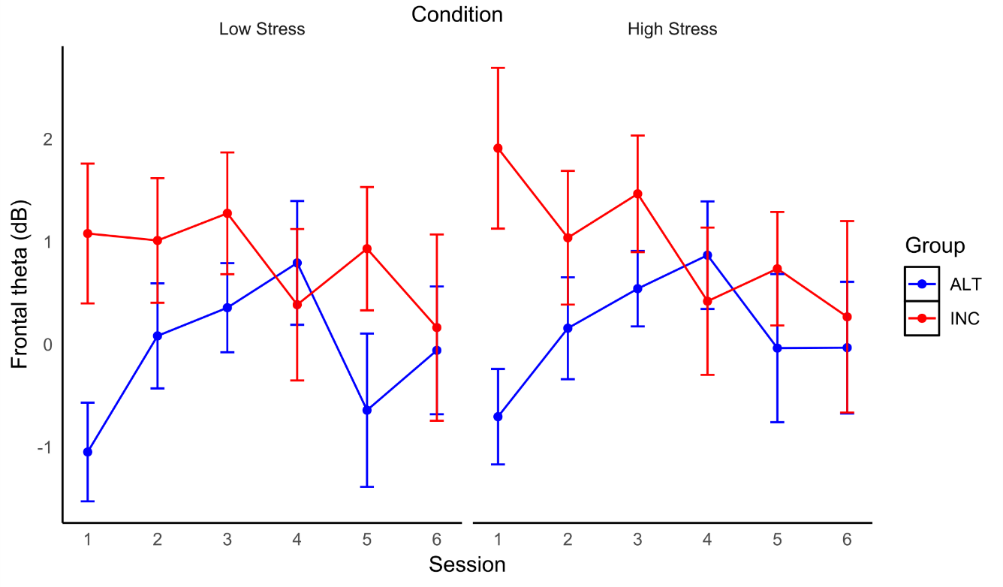 Condition
Low Stress High Stress
Frontal theta (dB)
2
1
0
-1
1 2 3 4 5 6 1 2 3 4 5 6
Session
Group
ALT
INC